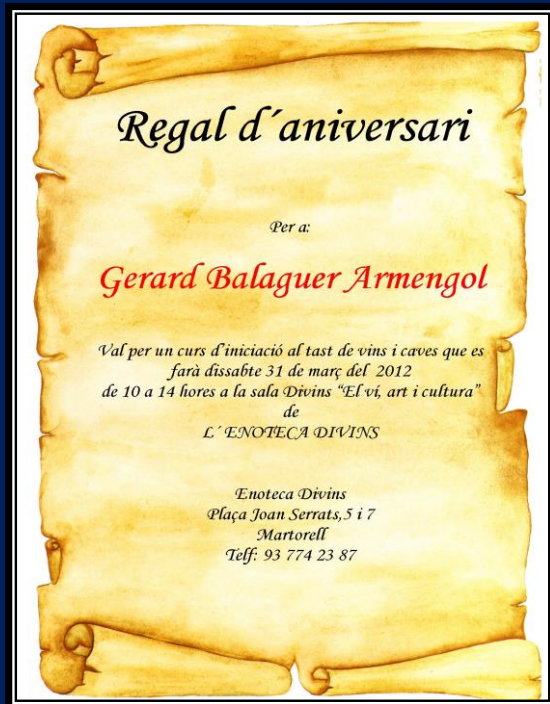 Regal d´aniversari
Per a:
Gerard Balaguer Armengol
Val per un curs d'iniciació al tast de vins i caves que es
farà dissabte 31 de març del 2012
de 10 a 14 hores a la sala Divins “El vi, art i cultura”
de
L´ ENOTECA DIVINS
Enoteca Divins
Plaça Joan Serrats,5 i 7
Martorell
Telf: 93 774 23 87